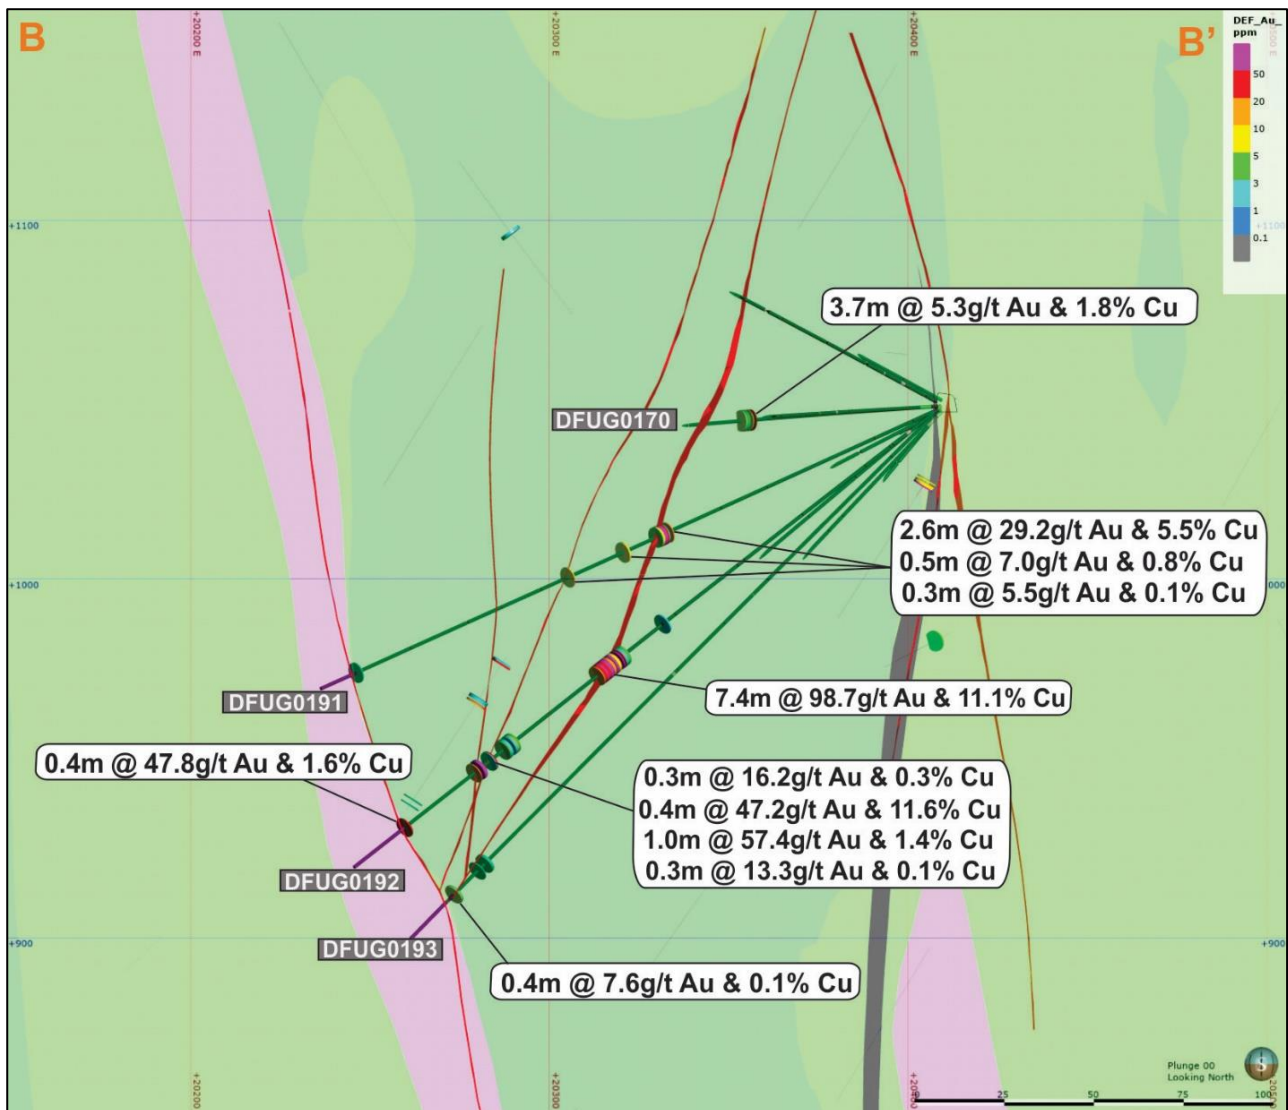 B
B'
+20200 E
+20300 E
+20400 E
DEF_Au_
ppm
50
20
10
5
3
1
0.1
+1100
+1100
3.7m @ 5.3g/t Au & 1.8% Cu
DFUG0170
2.6m @ 29.2g/t Au & 5.5% Cu
0.5m @ 7.0g/t Au & 0.8% Cu
0.3m @ 5.5g/t Au & 0.1% Cu
+1000
DFUG0191
7.4m @ 98.7g/t Au & 11.1% Cu
0.4m @ 47.8g/t Au & 1.6% Cu
0.3m @ 16.2g/t Au & 0.3% Cu
0.4m @ 47.2g/t Au & 11.6% Cu
1.0m @ 57.4g/t Au & 1.4% Cu
0.3m @ 13.3g/t Au & 0.1% Cu
DFUG0192
DFUG0193
+900
+900
0.4m @ 7.6g/t Au & 0.1% Cu
Plunge 00
Looking North
S
+20200
+20300
0
25
50
75
100